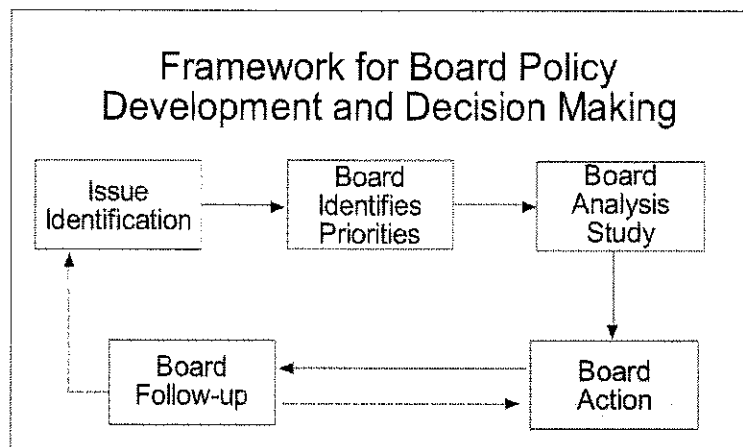 Framework for Board Policy
Development and Decision Making
Issue
Identification
Board
Identifies
Priorities
Board
Analysis
Study
Board
Follow-up
Board
Action